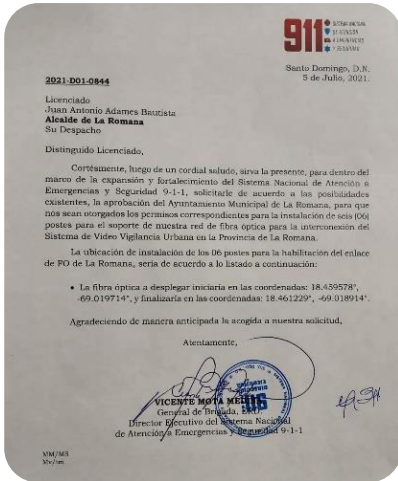 911 SISTEMA NACIONAL
DE ATENCIÓN
A EMERGENCIAS
Y SEGURIDAD
Santo Domingo, D.N.
5 de Julio, 2021.
2021-D01-0844
Licenciado
Juan Antonio Adames Bautista
Alcalde de La Romana
Su Despacho
Distinguido Licenciado,
Cortésmente, luego de un cordial saludo, sirva la presente, para dentro del
marco de la expansión y fortalecimiento del Sistema Nacional de Atención a
Emergencias y Seguridad 9-1-1, solicitarle de acuerdo a las posibilidades
existentes, la aprobación del Ayuntamiento Municipal de La Romana, para que
nos sean otorgados los permisos correspondientes para la instalación de seis (06)
postes para el soporte de nuestra red de fibra óptica para la interconexión del
Sistema de Video Vigilancia Urbana en la Provincia de La Romana.
La ubicación de instalación de los 06 postes para la habilitación del enlace
de FO de La Romana, sería de acuerdo a lo listado a continuación:
• La fibra óptica a desplegar iniciaría en las coordenadas: 18.459578°,
-69.019714°, y finalizaría en las coordenadas: 18.461229°, -69.018914°.
Agradeciendo de manera anticipada la acogida a nuestra solicitud,
Atentamente,
VICENTE MOTA
General de Brigada,
Director Ejecutivo del Sistema Nacional
de Atención a Emergencias y Seguridad 9-1-1
MM/MB